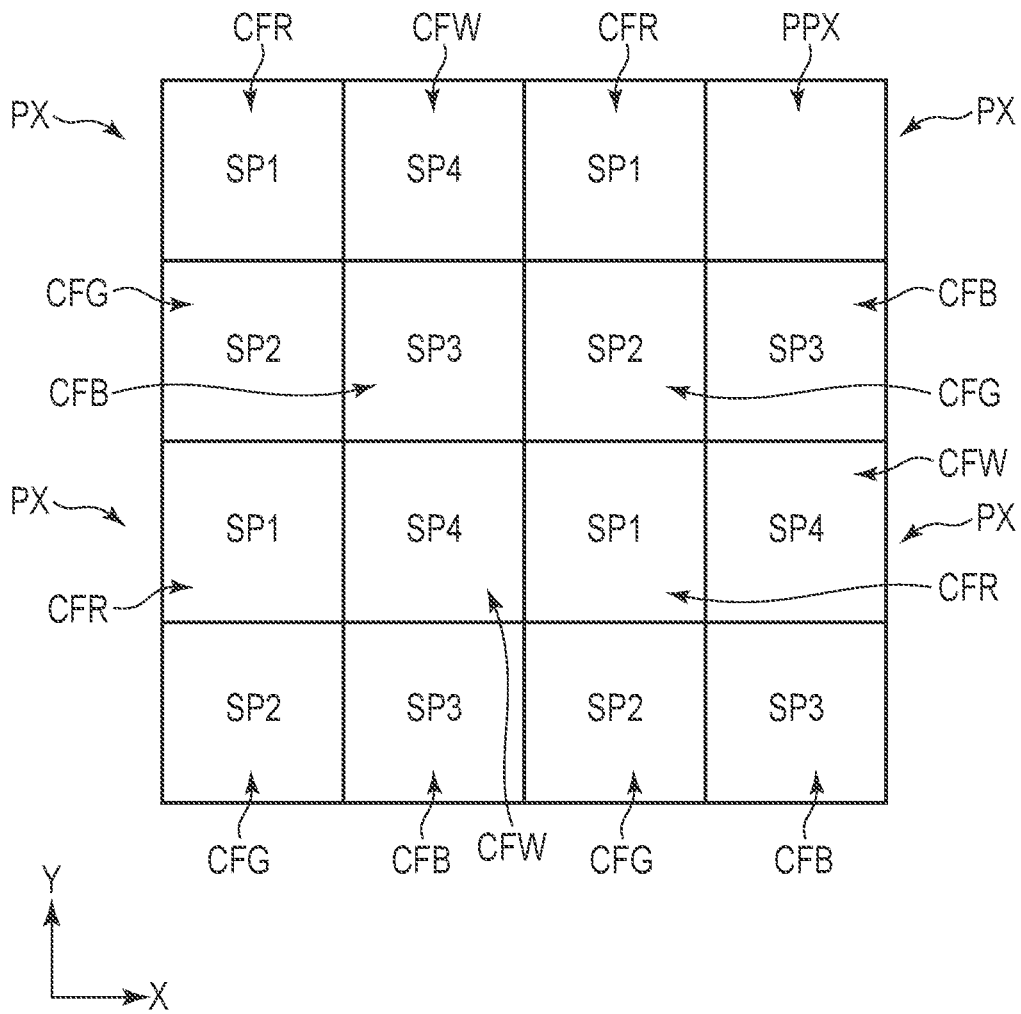 CFR CFW CFR PPX
PX PX
SP1 SP4 SP1
CFG CFB
SP2 SP3 SP2 SP3
CFB CFG
CFW
PX PX
SP1 SP4 SP1 SP4
CFR CFR
SP2 SP3 SP2 SP3
CFG CFB CFW CFG CFB
Y
X